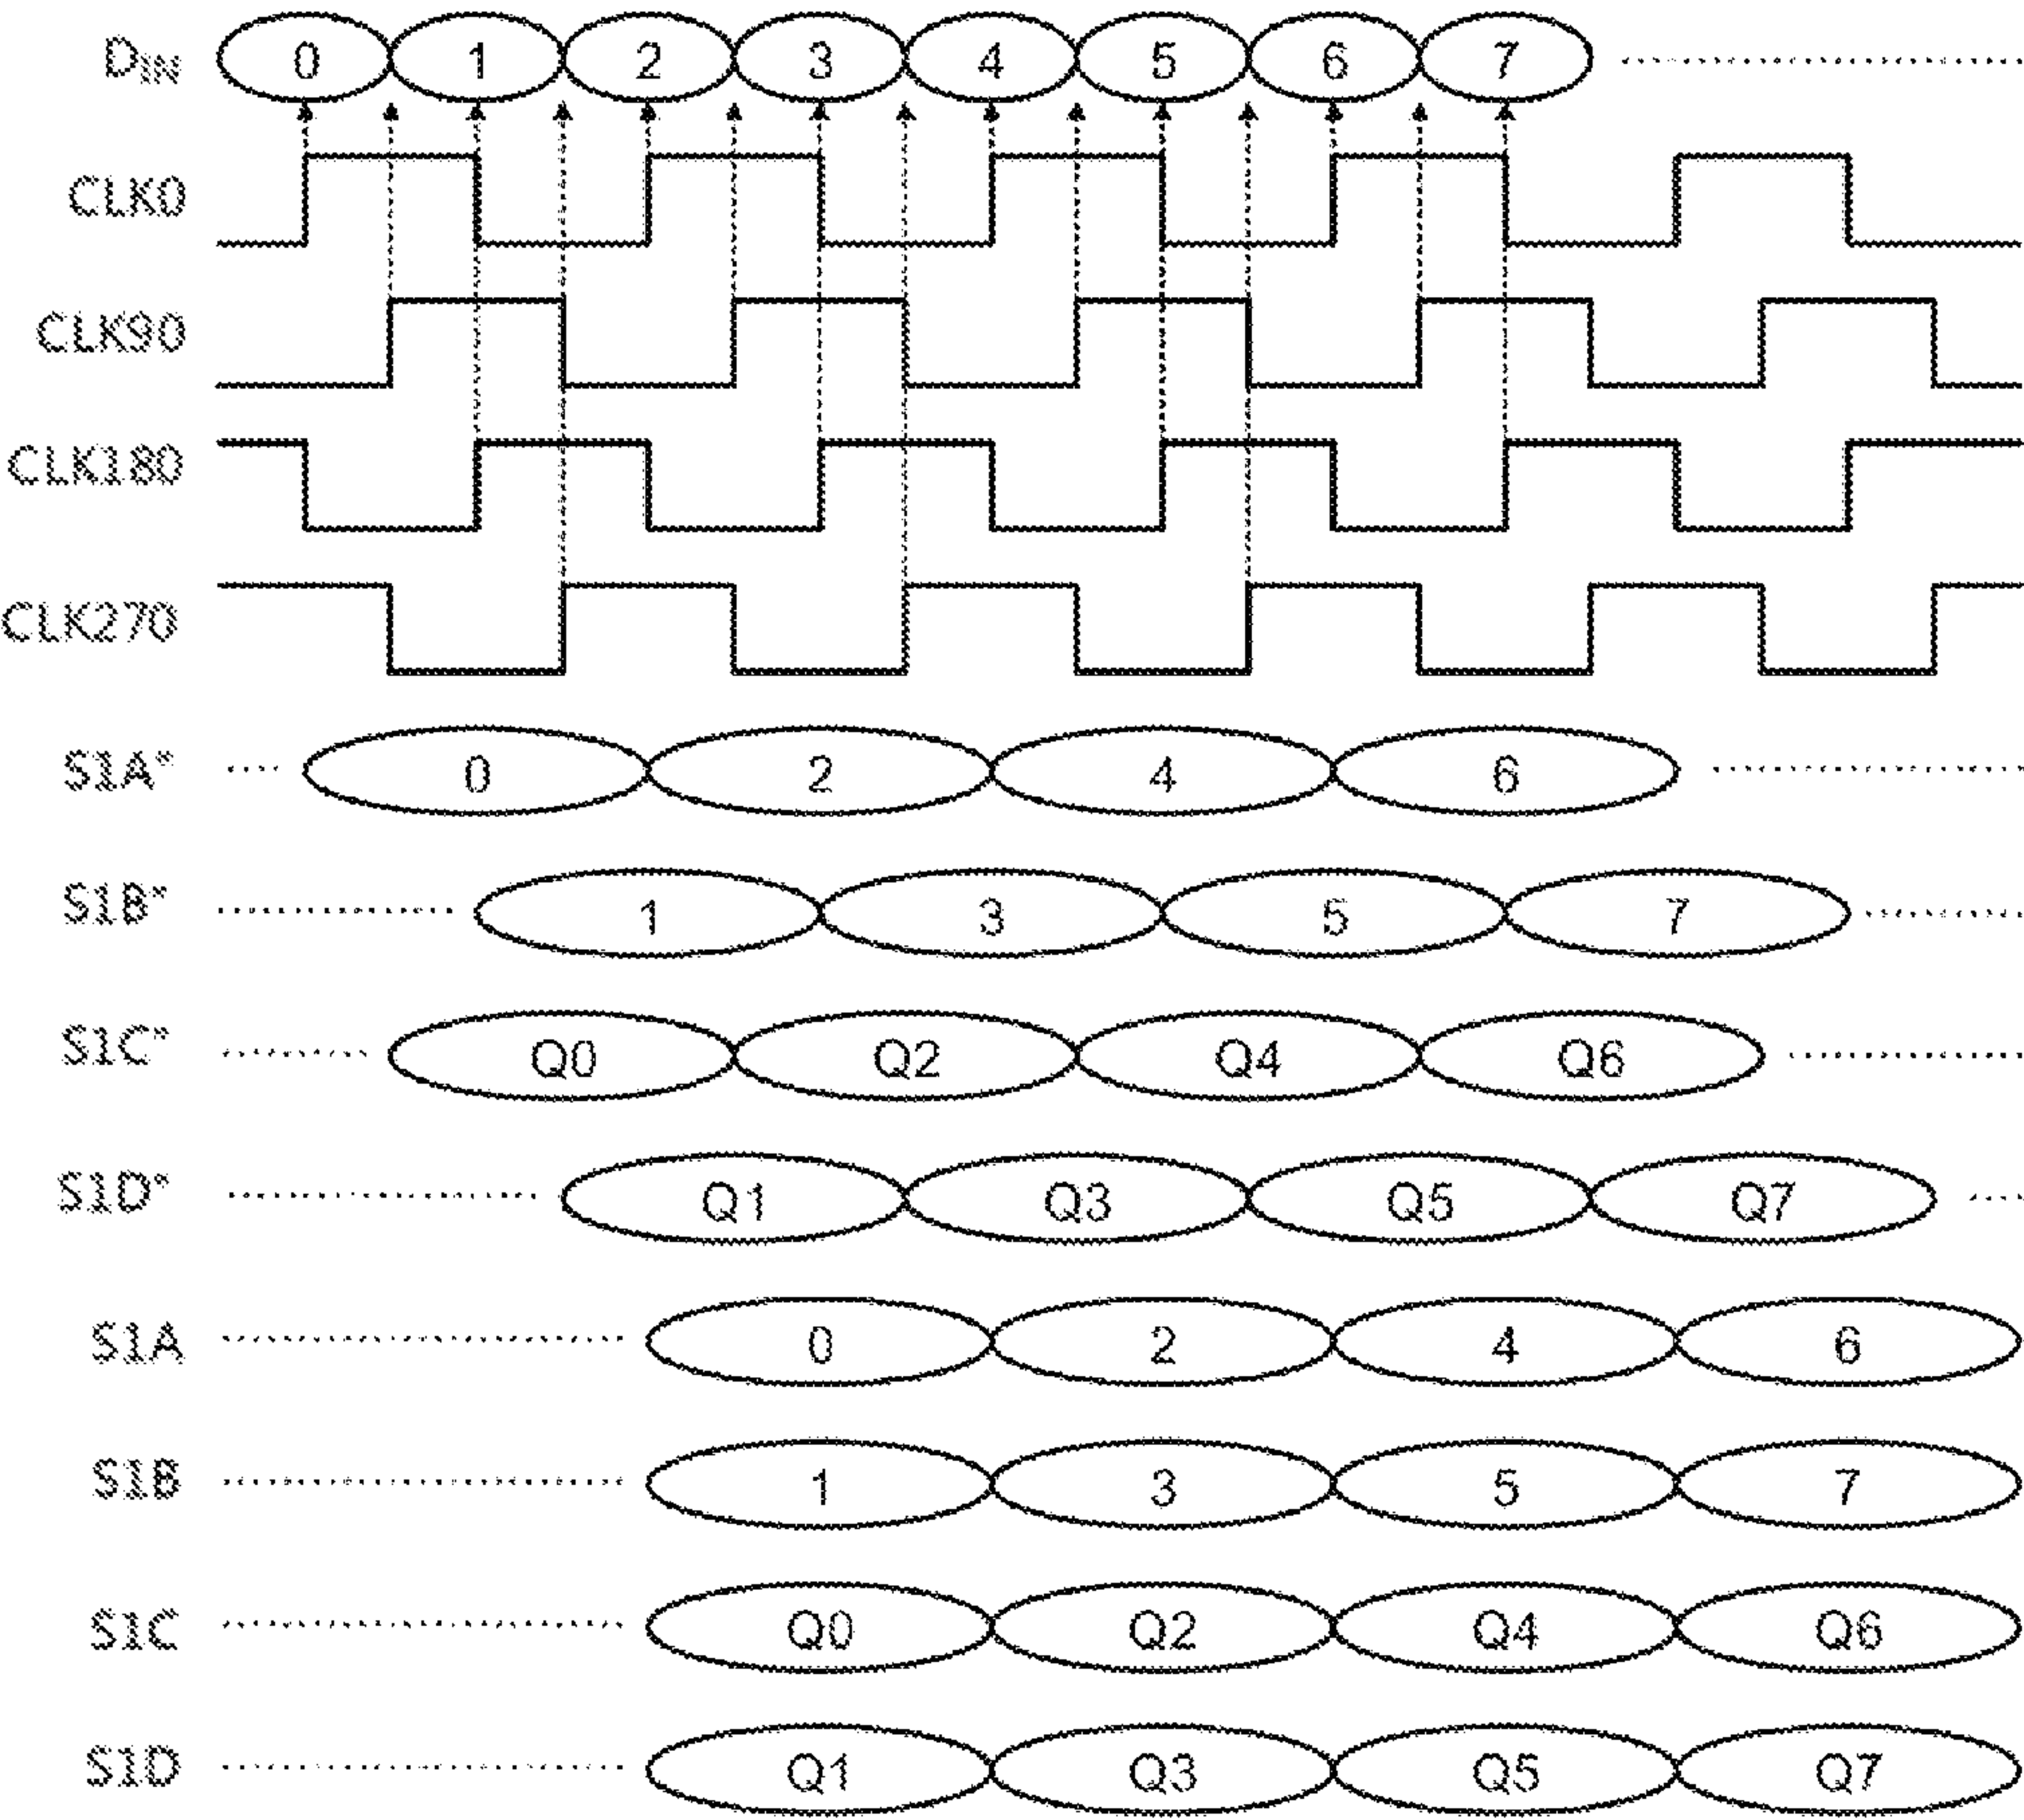 D_IN 0 1 2 3 4 5 6 7
CLK0
CLK90
CLK180
CLK270
S1A* 0 2 4 6
S1B* 1 3 5 7
S1C* Q0 Q2 Q4 Q6
S1D* Q1 Q3 Q5 Q7
S1A 0 2 4 6
S1B 1 3 5 7
S1C Q0 Q2 Q4 Q6
S1D Q1 Q3 Q5 Q7